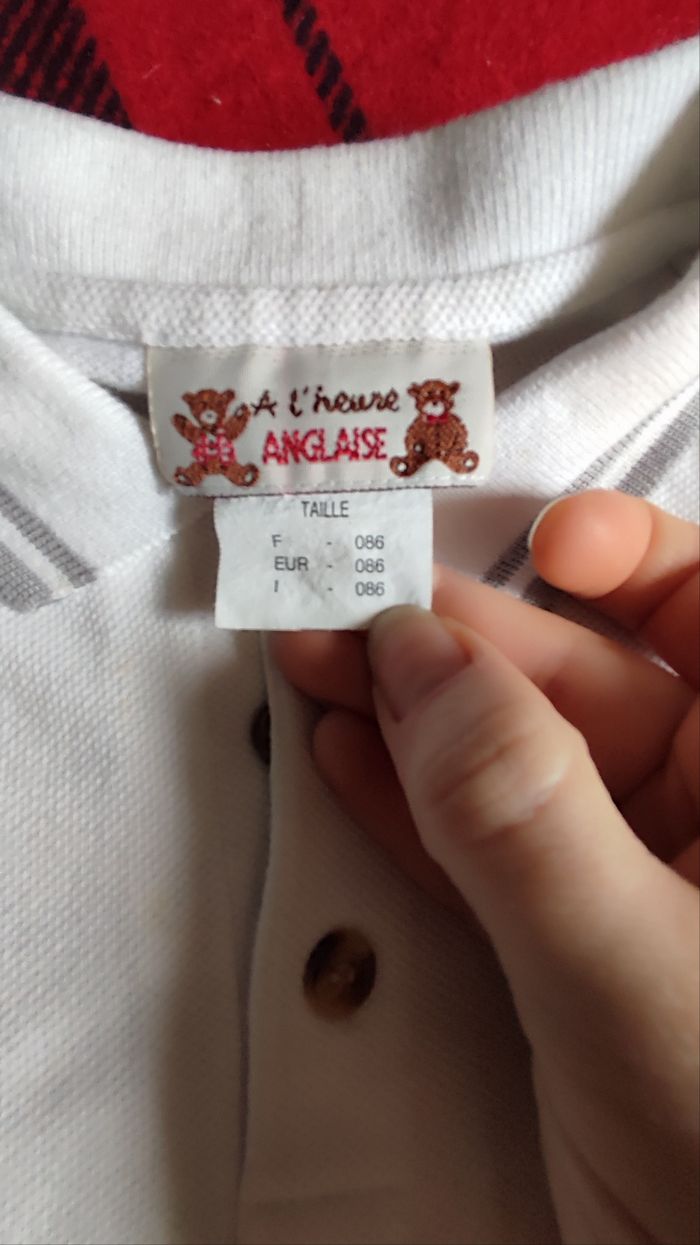 A l'heure
ANGLAISE
TAILLE
F - 086
EUR - 086
I - 086